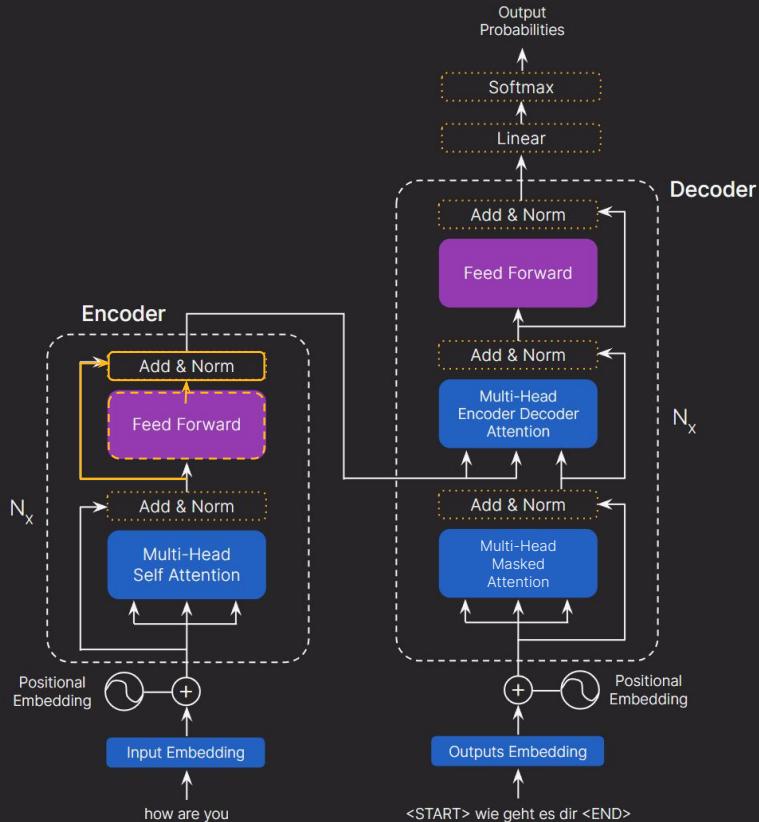 Output
Probabilities
Softmax
Linear
Decoder
Add & Norm
Feed Forward
Add & Norm
Multi-Head
Encoder Decoder
Attention
Nx
Add & Norm
Multi-Head
Masked
Attention
Positional
Embedding
+
Outputs Embedding
<START> wie geht es dir <END>
Encoder
Add & Norm
Feed Forward
Nx
Add & Norm
Multi-Head
Self Attention
Positional
Embedding
+
Input Embedding
how are you